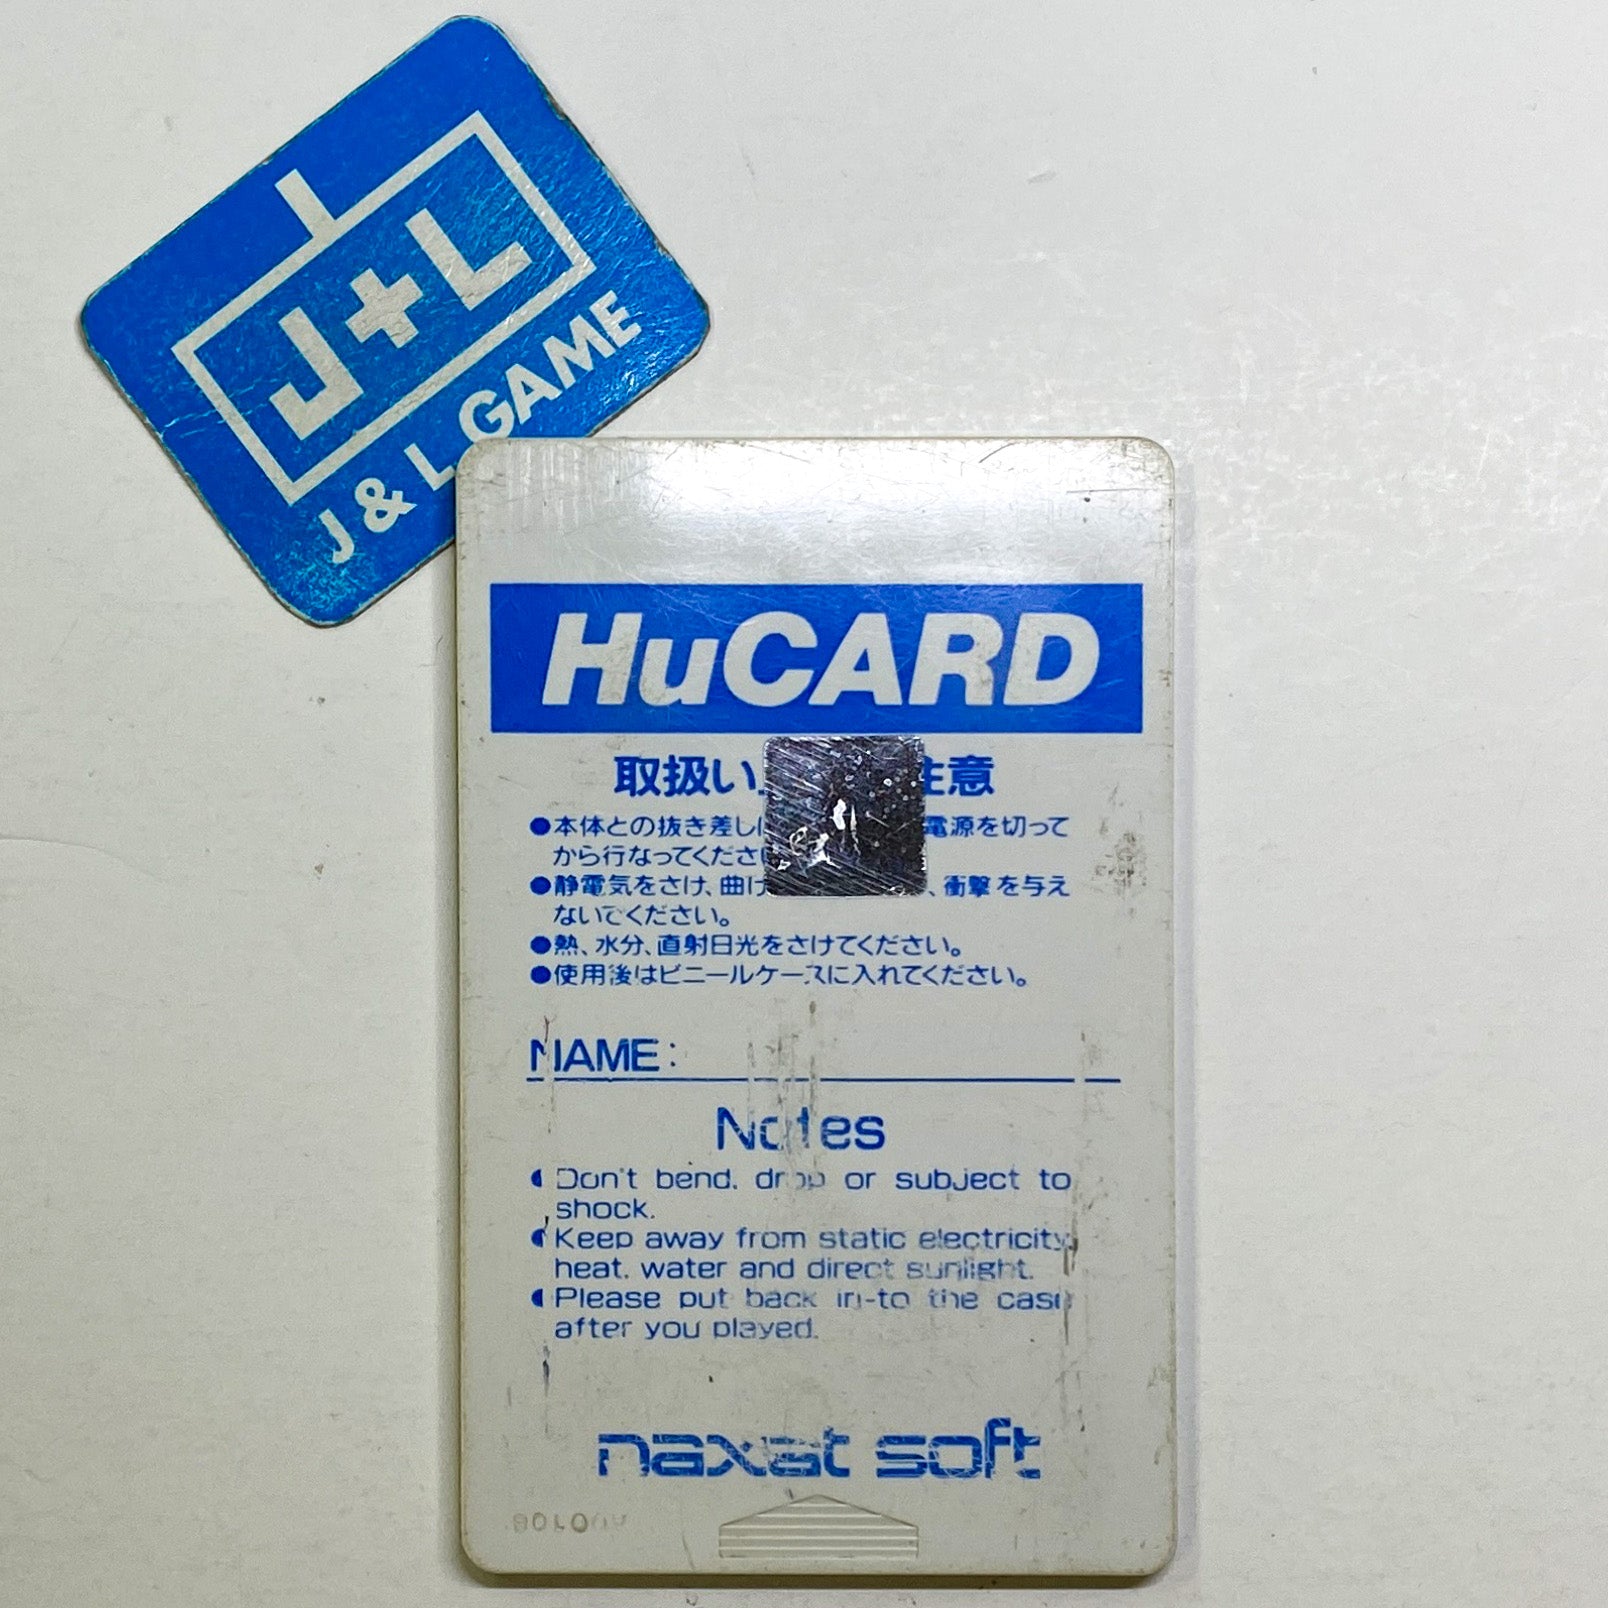 J+L
J & L GAME
HuCARD
取扱い 注意
●本体との抜き差し 電源を切って
から行なってくださ
●静電気をさけ、曲げ 、衝撃を与え
ないでください。
●熱、水分、直射日光をさけてください。
●使用後はビニールケースに入れてください。
NAME:
Notes
●Don't bend, drop or subject to
shock.
●Keep away from static electricity,
heat, water and direct sunlight.
●Please put back in-to the case
after you played.
naxat soft